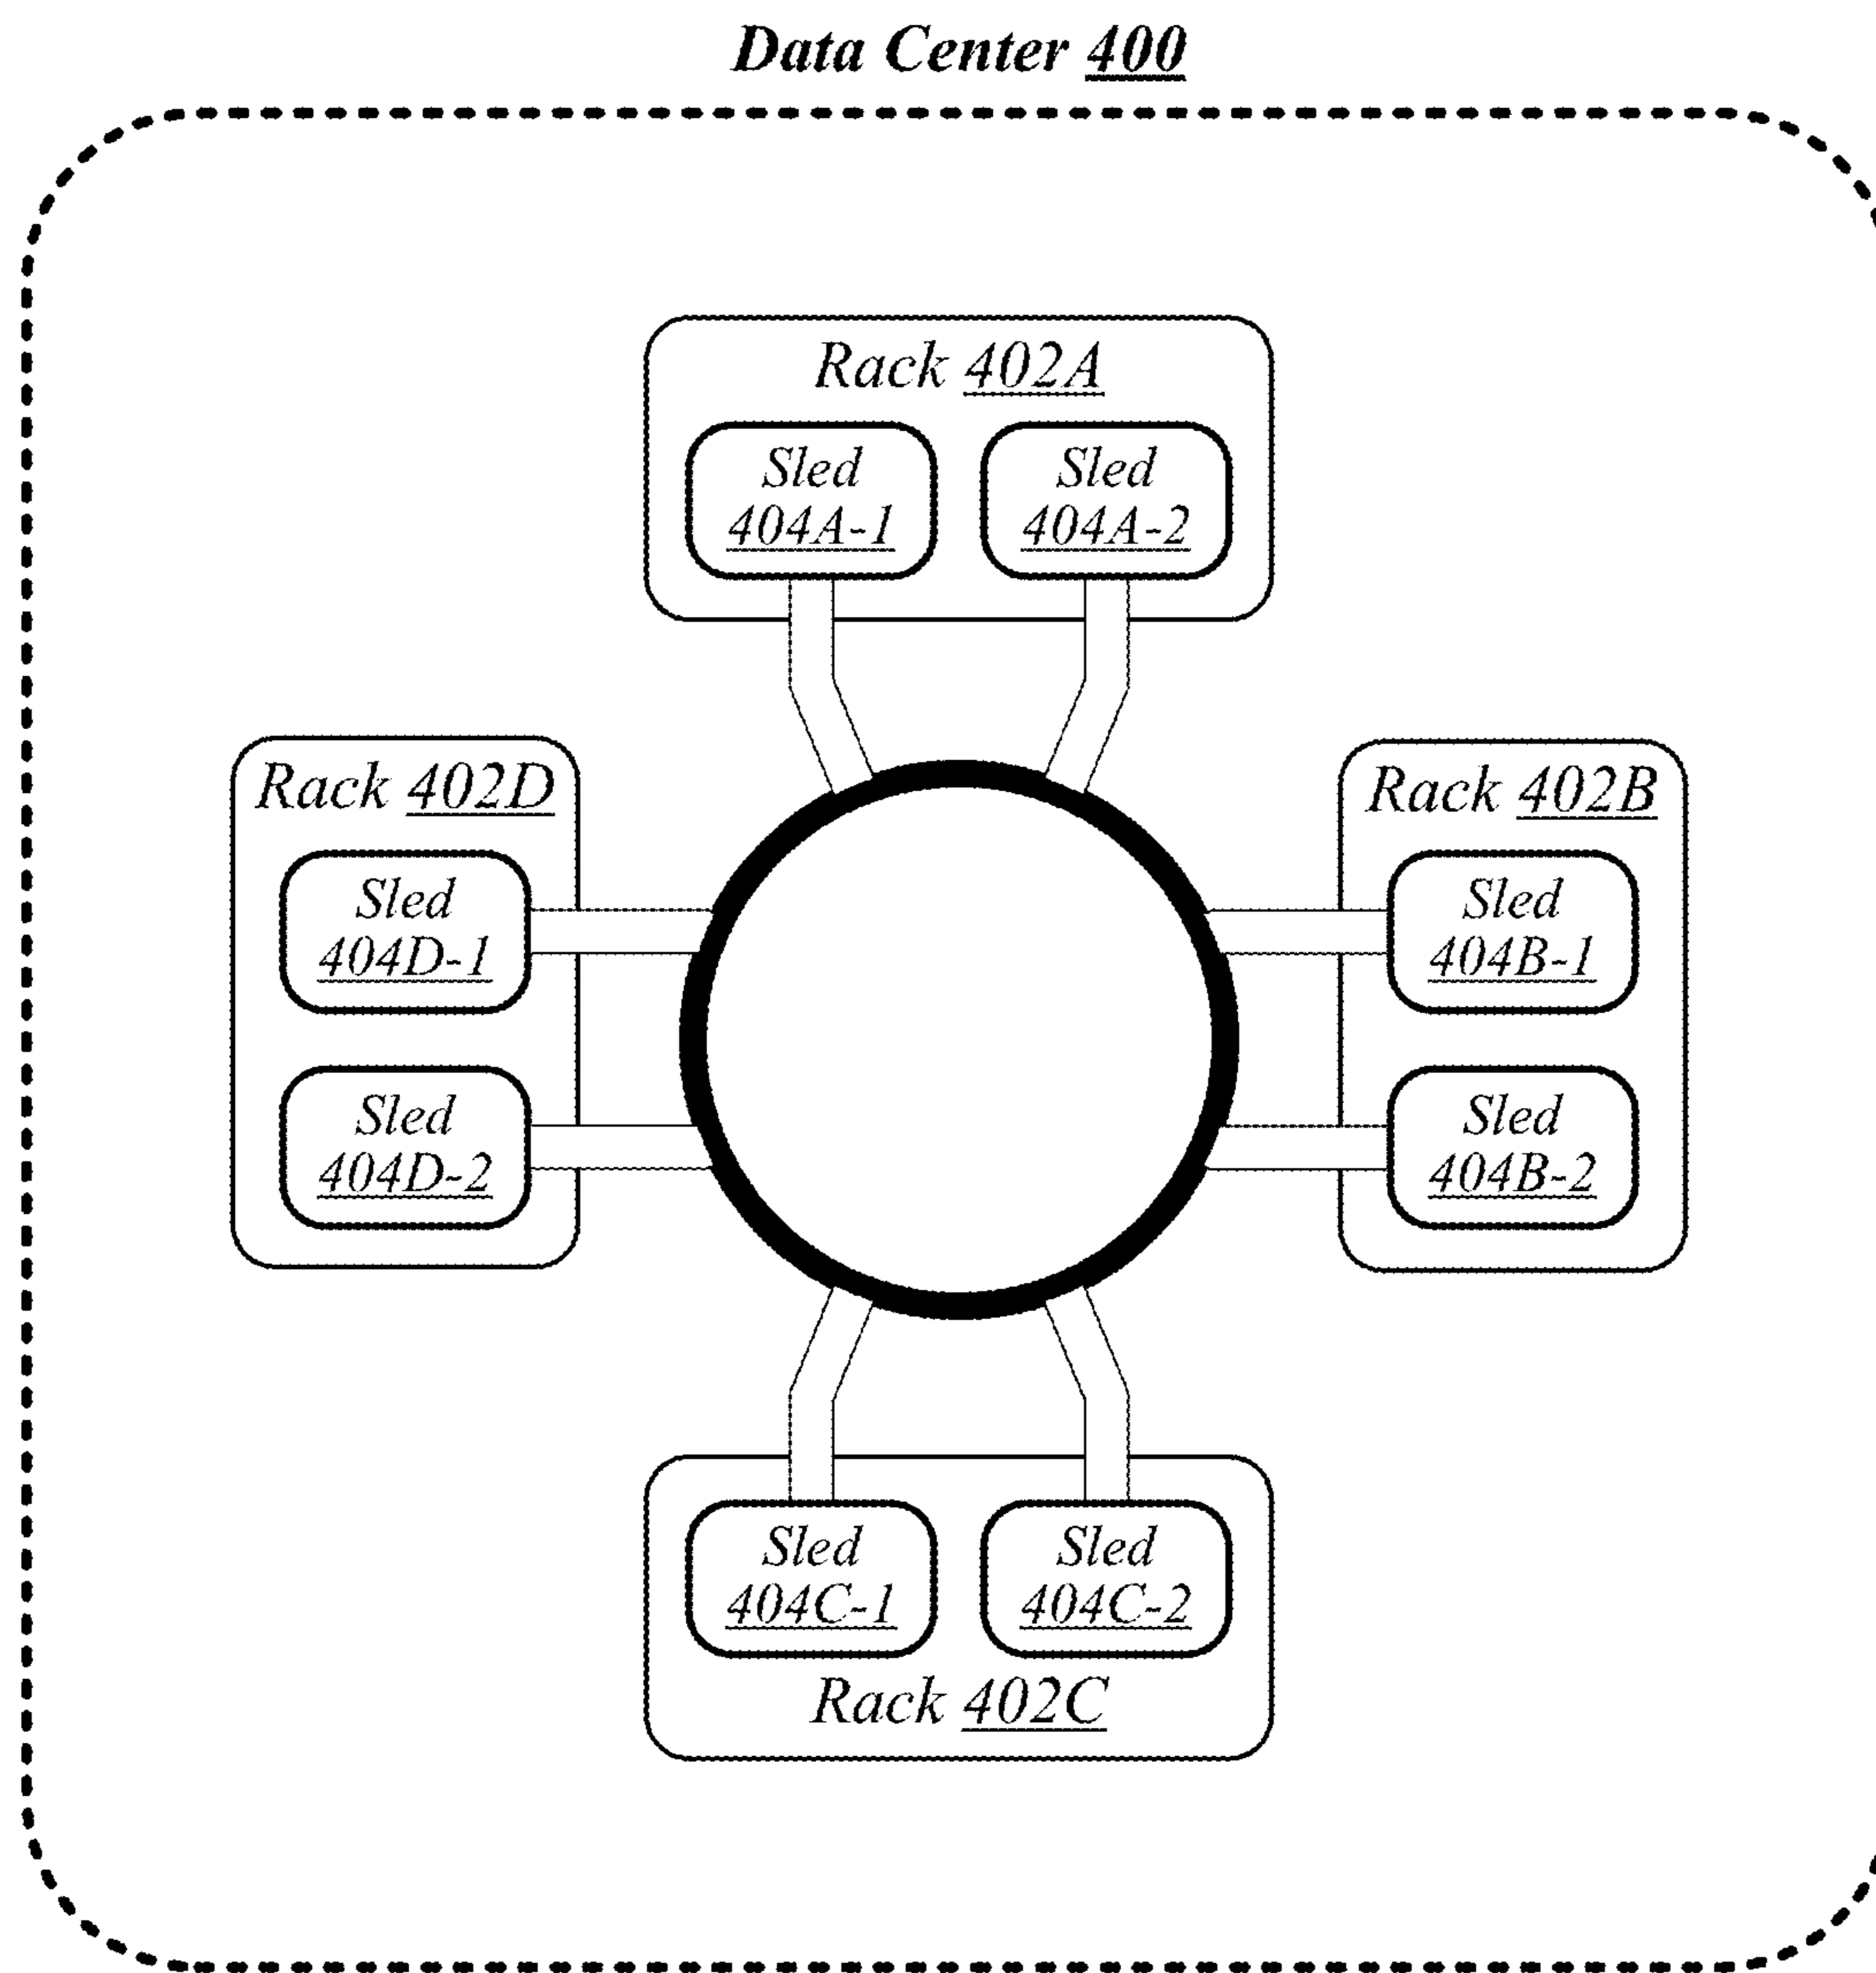 Data Center 400
Rack 402A
Sled
404A-1
Sled
404A-2
Rack 402D
Sled
404D-1
Sled
404D-2
Rack 402B
Sled
404B-1
Sled
404B-2
Sled
404C-1
Sled
404C-2
Rack 402C